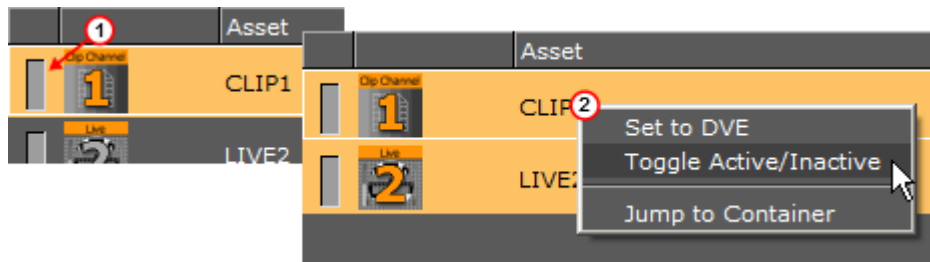 1
Asset
Clip Channel
1
CLIP1
Live
2
LIVE2
Asset
Clip Channel
1
CLIP
2
Set to DVE
Toggle Active/Inactive
Live
2
LIVE2
Jump to Container